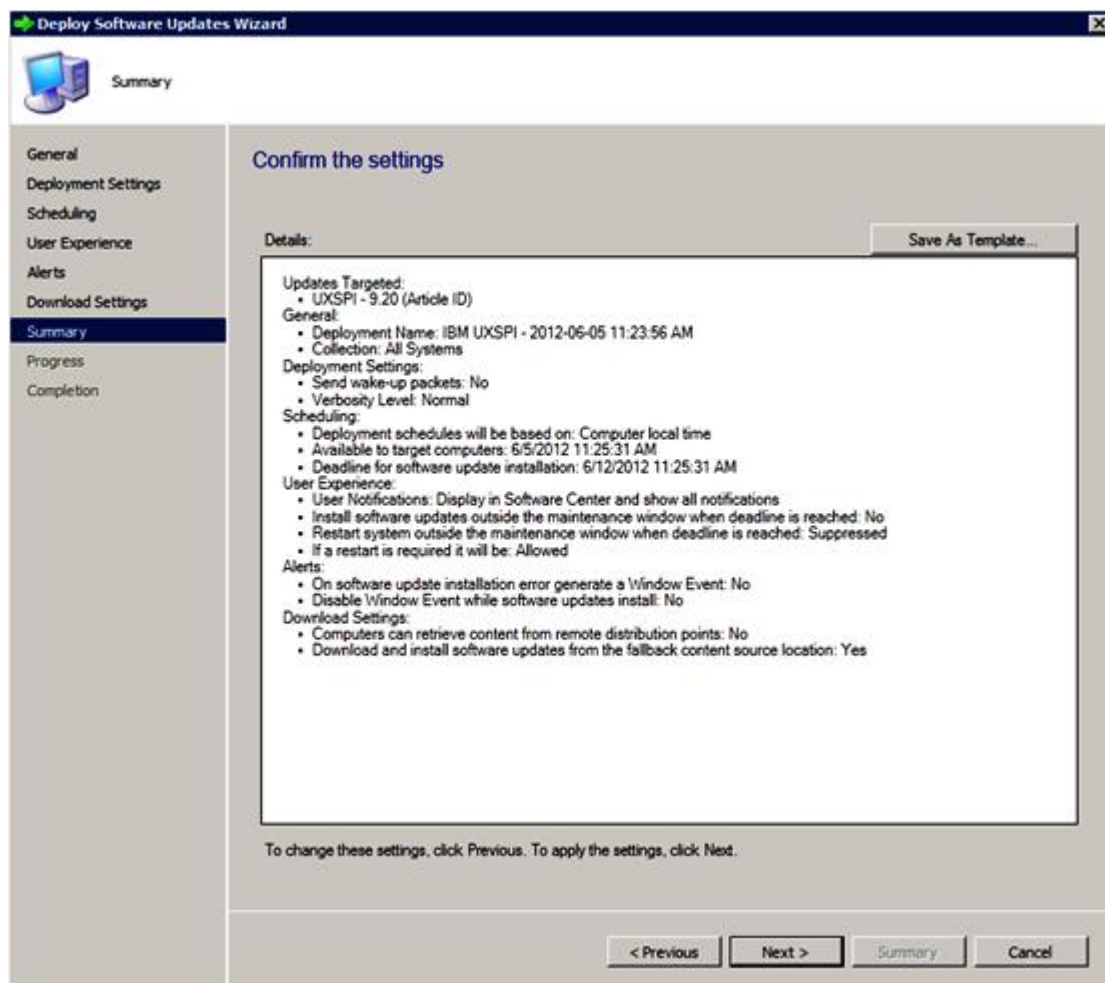 Deploy Software Updates Wizard
Summary
General
Deployment Settings
Scheduling
User Experience
Alerts
Download Settings
Summary
Progress
Completion
Confirm the settings
Details:
Save As Template...
Updates Targeted:
• UXSPI - 9.20 (Article ID)
General:
• Deployment Name: IBM UXSPI - 2012-06-05 11:23:56 AM
• Collection: All Systems
Deployment Settings:
• Send wake-up packets: No
• Verbosity Level: Normal
Scheduling:
• Deployment schedules will be based on: Computer local time
• Available to target computers: 6/5/2012 11:25:31 AM
• Deadline for software update installation: 6/12/2012 11:25:31 AM
User Experience:
• User Notifications: Display in Software Center and show all notifications
• Install software updates outside the maintenance window when deadline is reached: No
• Restart system outside the maintenance window when deadline is reached: Suppressed
• If a restart is required it will be: Allowed
Alerts:
• On software update installation error generate a Window Event: No
• Disable Window Event while software updates install: No
Download Settings:
• Computers can retrieve content from remote distribution points: No
• Download and install software updates from the fallback content source location: Yes
To change these settings, click Previous. To apply the settings, click Next.
< Previous
Next >
Summary
Cancel